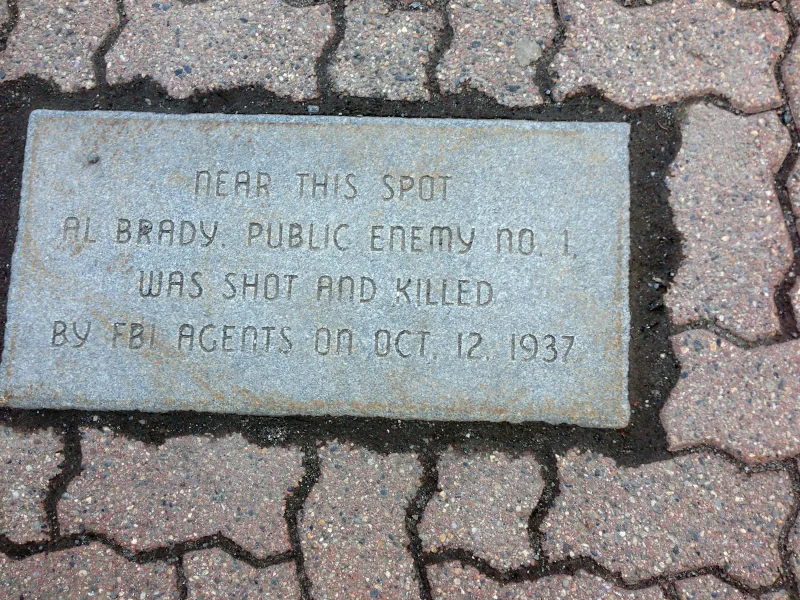 NEAR THIS SPOT
AL BRADY, PUBLIC ENEMY NO. 1,
WAS SHOT AND KILLED
BY FBI AGENTS ON OCT. 12, 1937